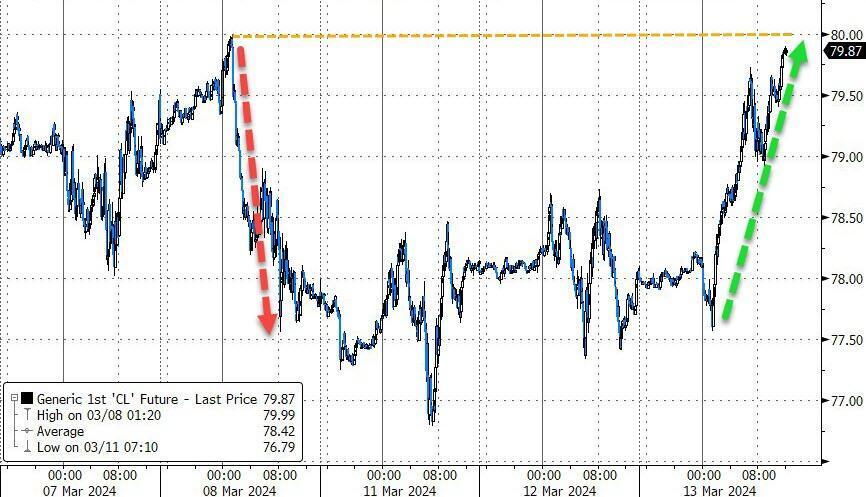 80.00
79.87
79.50
79.00
78.50
78.00
77.50
77.00
Generic 1st 'CL' Future - Last Price 79.87
High on 03/08 01:20 79.99
Average 78.42
Low on 03/11 07:10 76.79
00:00 08:00 00:00 08:00 00:00 08:00 00:00 08:00 00:00 08:00
07 Mar 2024 08 Mar 2024 11 Mar 2024 12 Mar 2024 13 Mar 2024